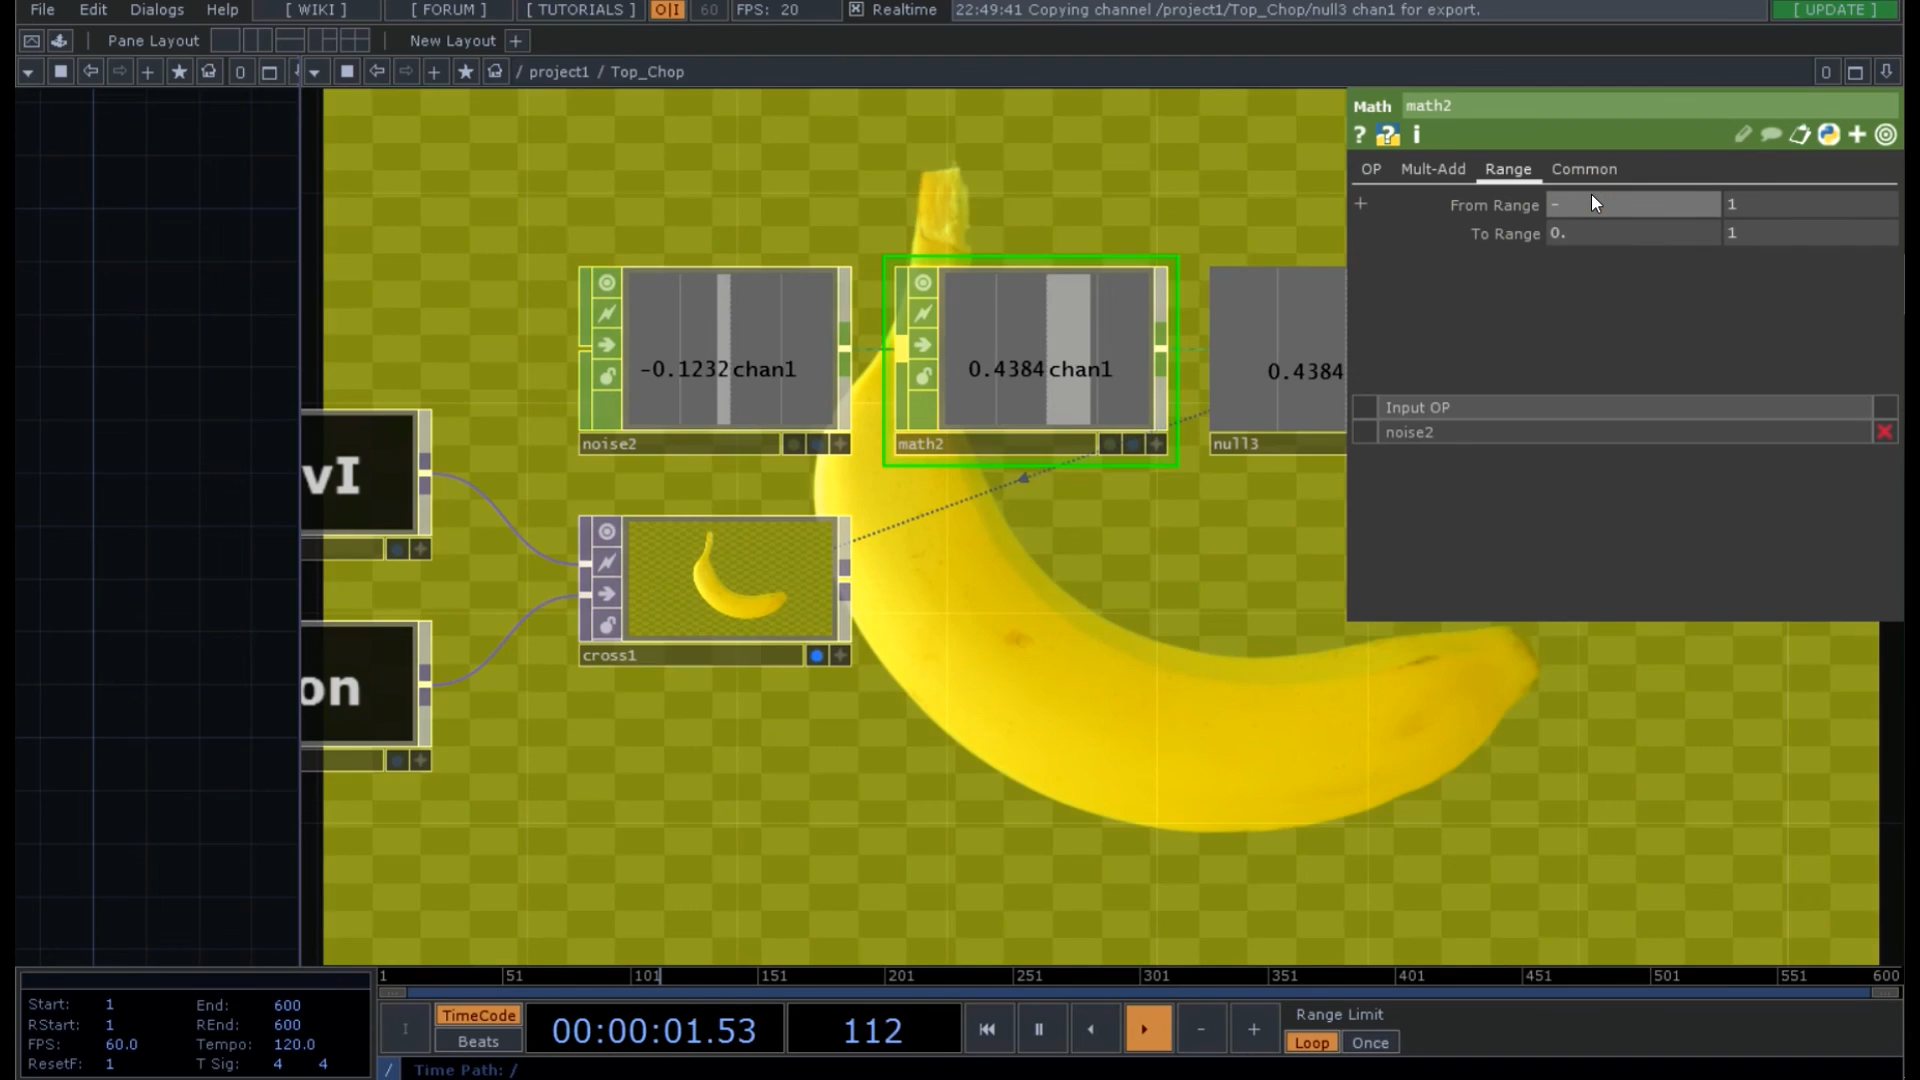 File Edit Dialogs Help [ WIKI ] [ FORUM ] [ TUTORIALS ] O|I 60 FPS: 20 Realtime 22:49:41 Copying channel /project1/Top_Chop/null3 chan1 for export. [ UPDATE ]
Pane Layout New Layout +
0 / project1 / Top_Chop 0
Math math2
? ? i
OP Mult-Add Range Common
+ From Range - 1
To Range 0. 1
-0.1232 chan1
0.4384 chan1
0.4384
Input OP
noise2
noise2
math2
null3
vI
cross1
on
1 51 101 151 201 251 301 351 401 451 501 551 600
Start: 1 End: 600
RStart: 1 REnd: 600
FPS: 60.0 Tempo: 120.0
ResetF: 1 T Sig: 4 4
I TimeCode
Beats
00:00:01.53
112
- +
Range Limit
Loop Once
/ Time Path: /